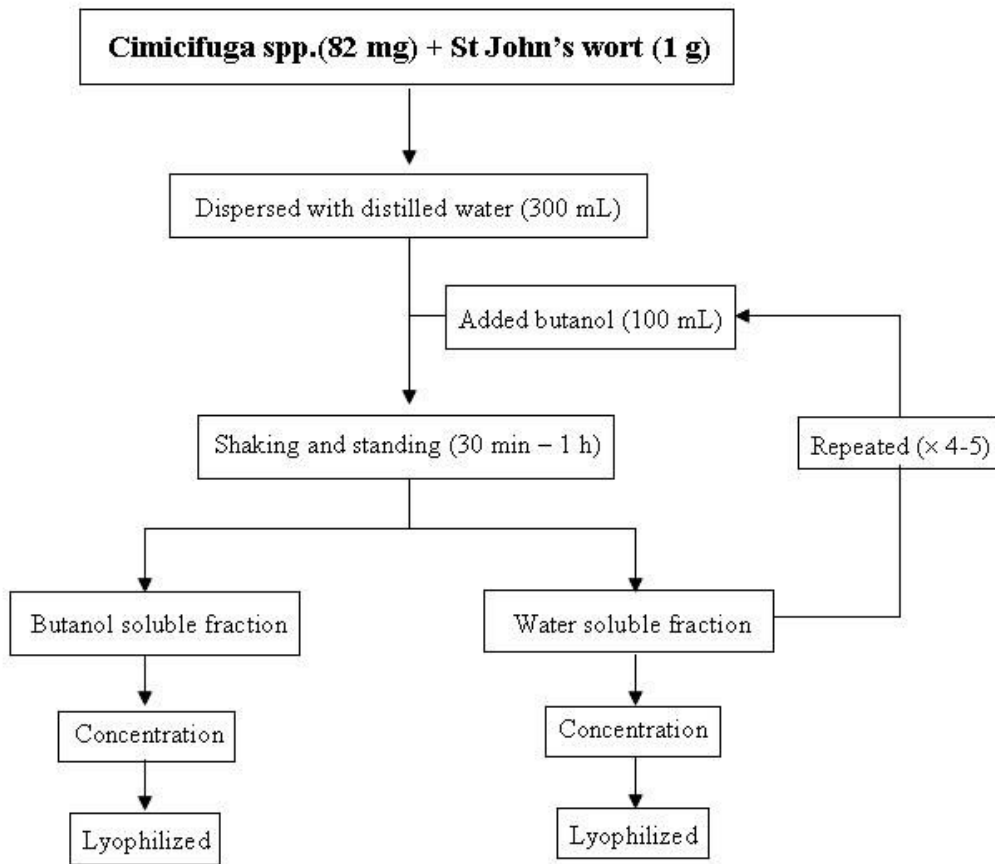 Cimicifuga spp.(82 mg) + St John’s wort (1 g)
Dispersed with distilled water (300 mL)
Added butanol (100 mL)
Shaking and standing (30 min – 1 h)
Repeated (× 4-5)
Butanol soluble fraction
Water soluble fraction
Concentration
Concentration
Lyophilized
Lyophilized